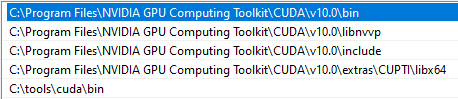 C:\Program Files\NVIDIA GPU Computing Toolkit\CUDA\v10.0\bin
C:\Program Files\NVIDIA GPU Computing Toolkit\CUDA\v10.0\libnvvp
C:\Program Files\NVIDIA GPU Computing Toolkit\CUDA\v10.0\include
C:\Program Files\NVIDIA GPU Computing Toolkit\CUDA\v10.0\extras\CUPTI\libx64
C:\tools\cuda\bin